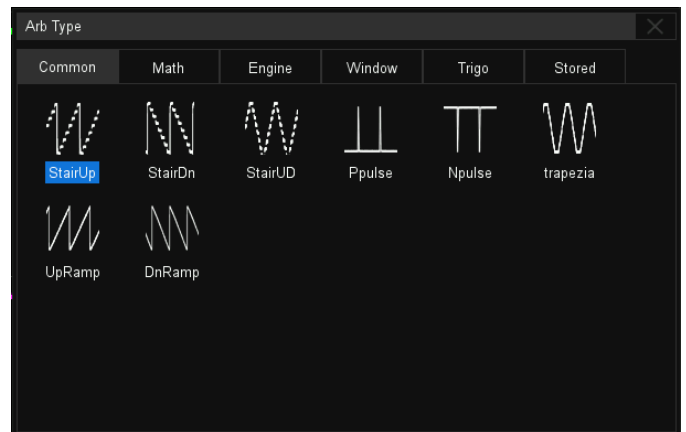 Arb Type
Common Math Engine Window Trigo Stored
StairUp StairDn StairUD Ppulse Npulse trapezia
UpRamp DnRamp